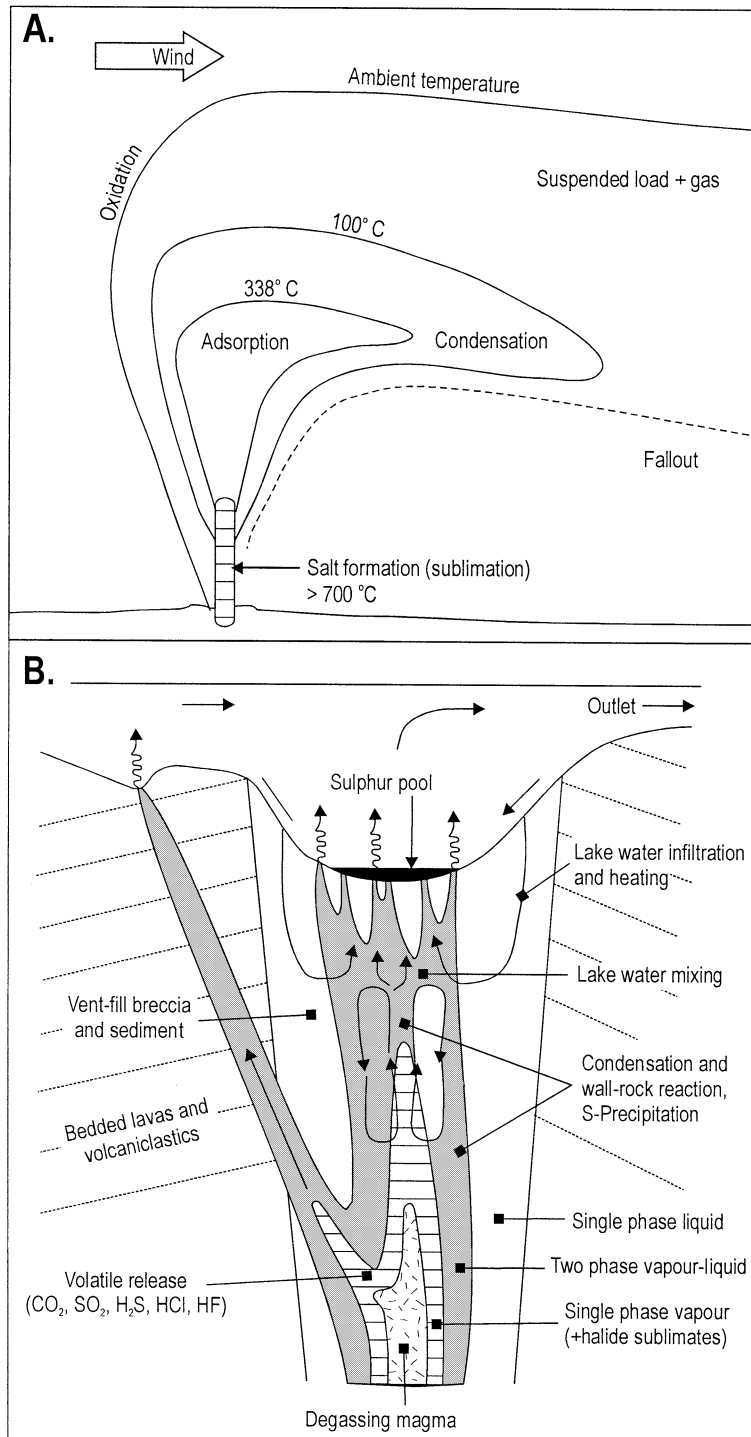 A.
Wind
Ambient temperature
Oxidation
Suspended load + gas
100° C
338° C
Adsorption
Condensation
Fallout
Salt formation (sublimation)
> 700 °C
B.
Outlet
Sulphur pool
Lake water infiltration
and heating
Lake water mixing
Vent-fill breccia
and sediment
Condensation and
wall-rock reaction,
S-Precipitation
Bedded lavas and
volcaniclastics
Single phase liquid
Two phase vapour-liquid
Volatile release
(CO₂, SO₂, H₂S, HCl, HF)
Single phase vapour
(+halide sublimates)
Degassing magma